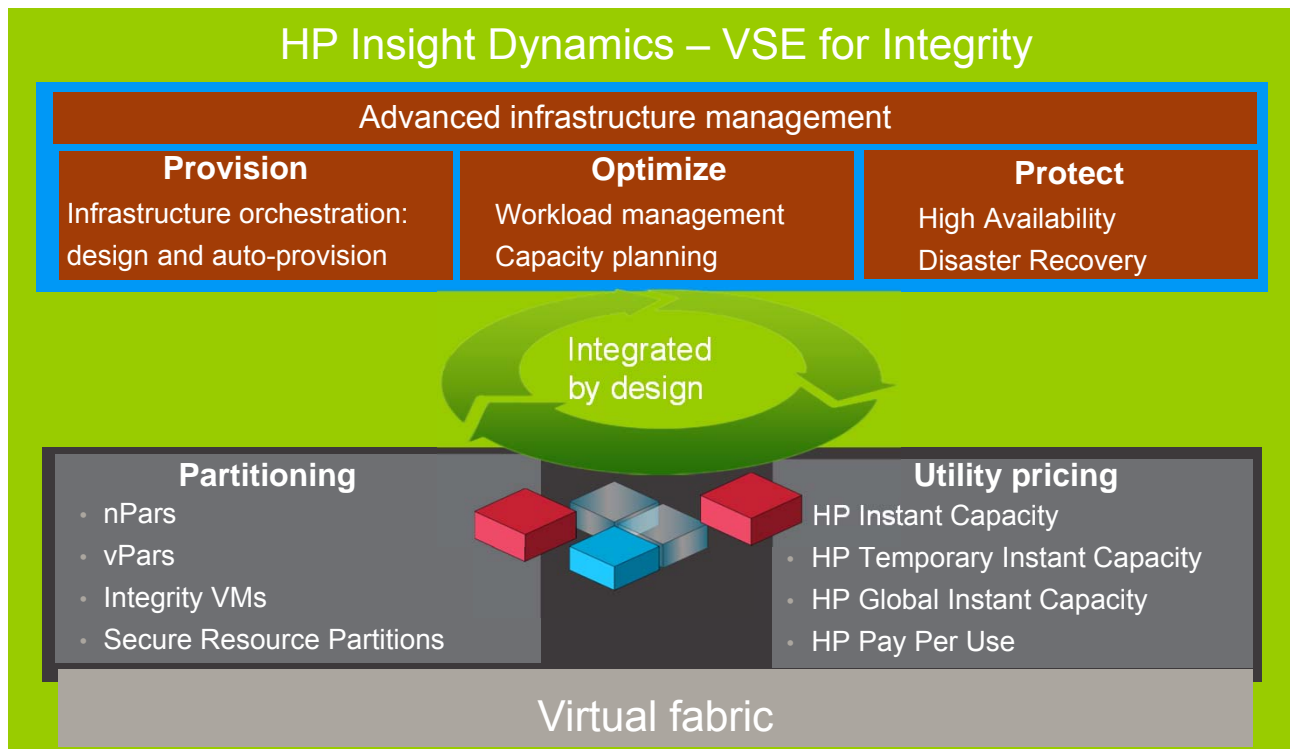 HP Insight Dynamics – VSE for Integrity
Advanced infrastructure management
Provision
Infrastructure orchestration:
design and auto-provision
Optimize
Workload management
Capacity planning
Protect
High Availability
Disaster Recovery
Integrated
by design
Partitioning
• nPars
• vPars
• Integrity VMs
• Secure Resource Partitions
Utility pricing
HP Instant Capacity
• HP Temporary Instant Capacity
• HP Global Instant Capacity
• HP Pay Per Use
Virtual fabric